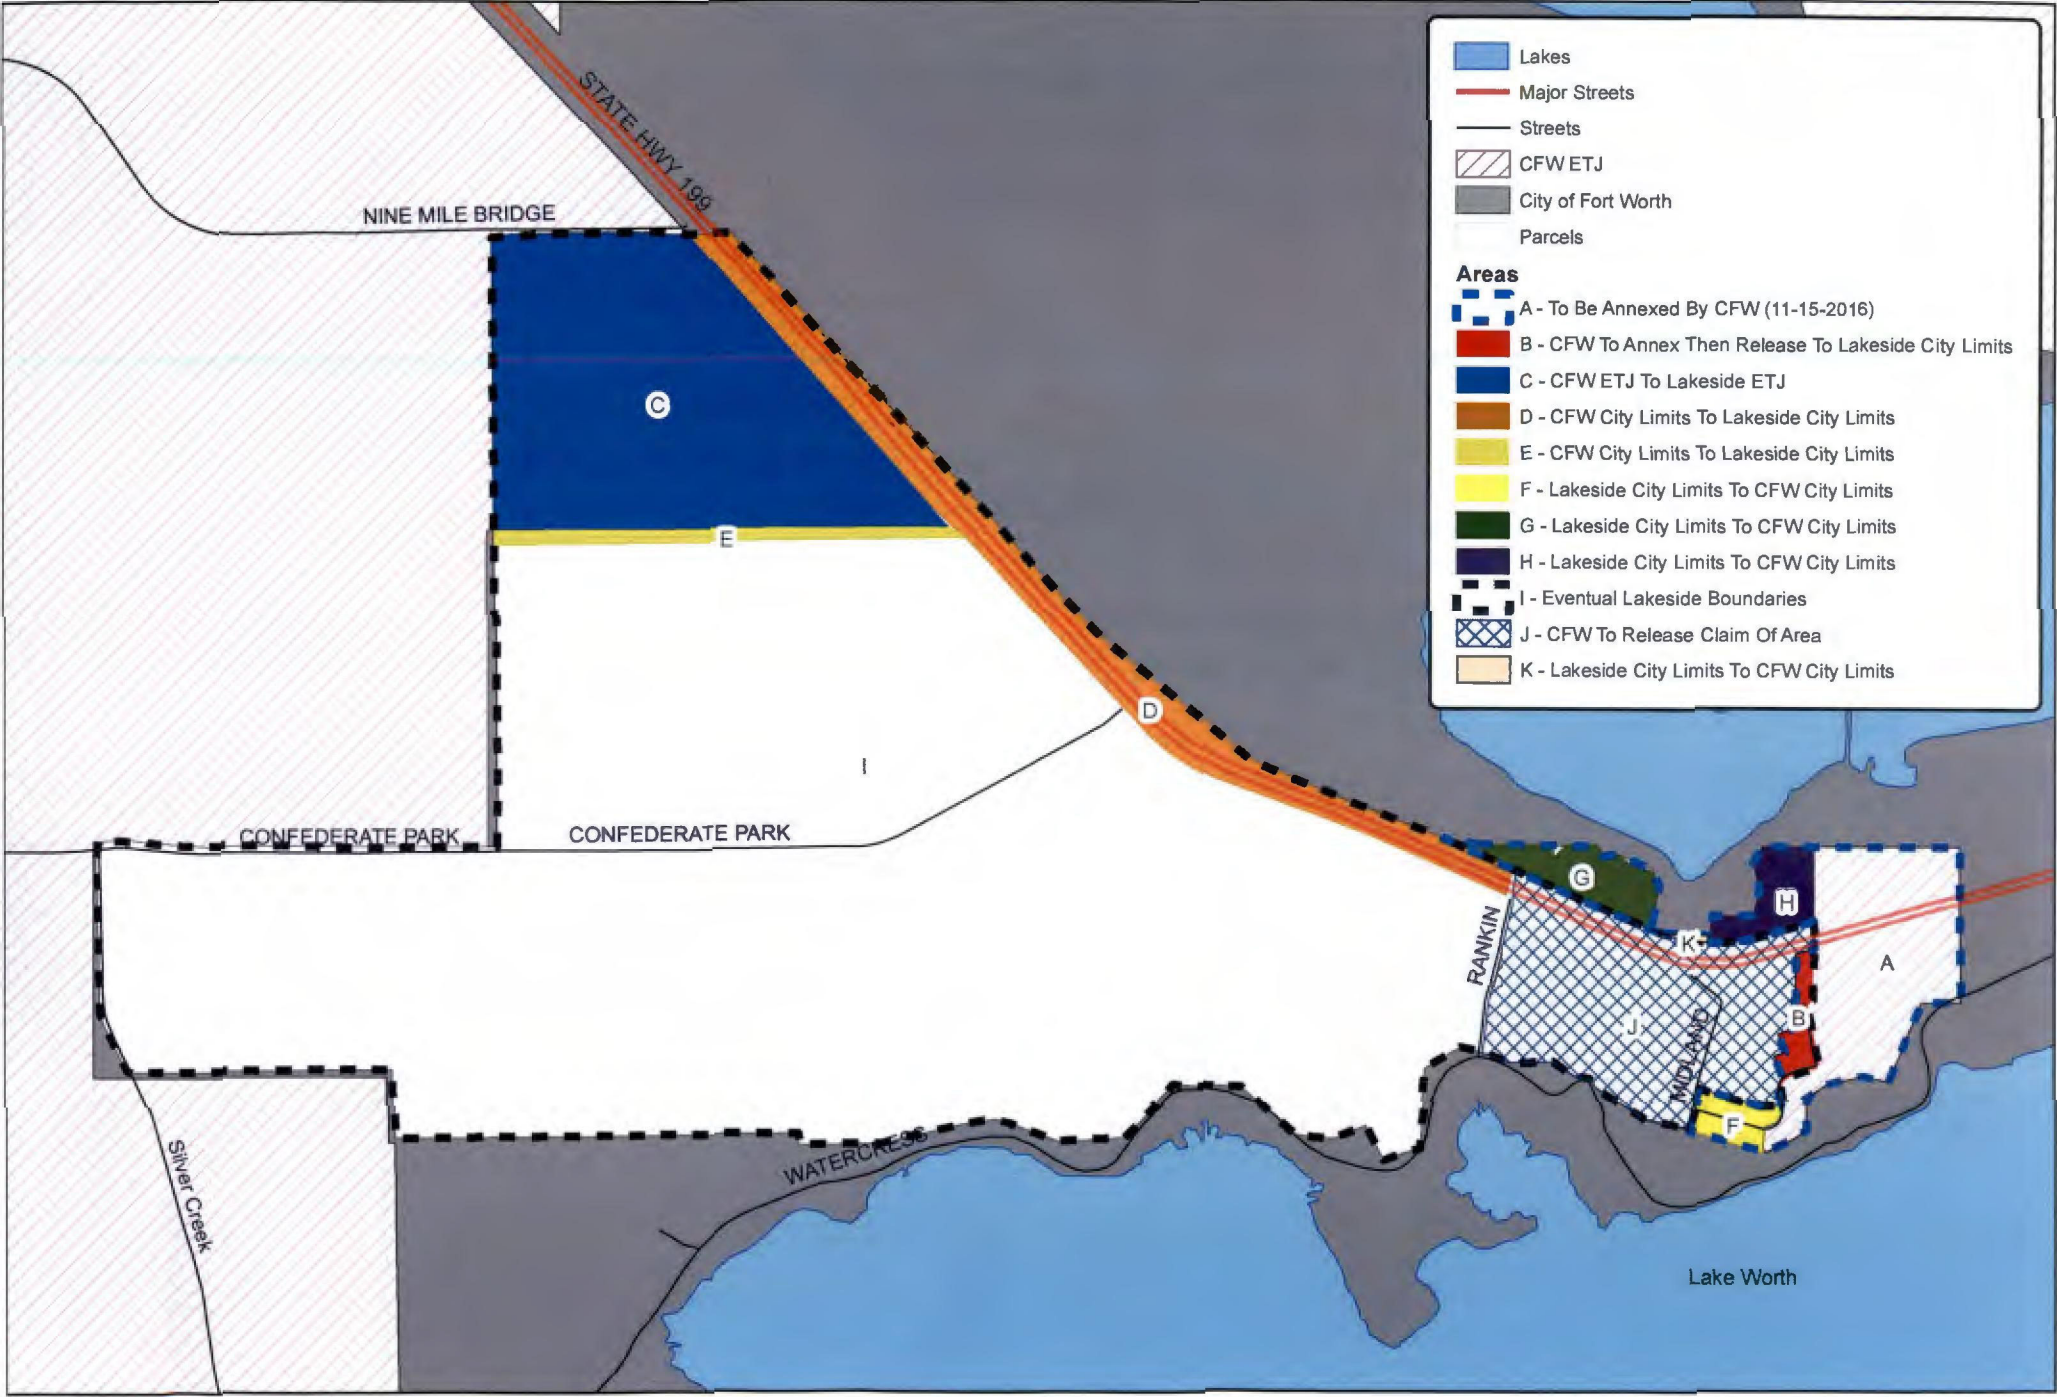 STATE HWY 199
NINE MILE BRIDGE
C
E
D
I
CONFEDERATE PARK
CONFEDERATE PARK
RANKIN
G
H
K
A
J
B
MIDLAND
F
WATERCRESS
Silver Creek
Lake Worth
Lakes
Major Streets
Streets
CFW ETJ
City of Fort Worth
Parcels
Areas
A - To Be Annexed By CFW (11-15-2016)
B - CFW To Annex Then Release To Lakeside City Limits
C - CFW ETJ To Lakeside ETJ
D - CFW City Limits To Lakeside City Limits
E - CFW City Limits To Lakeside City Limits
F - Lakeside City Limits To CFW City Limits
G - Lakeside City Limits To CFW City Limits
H - Lakeside City Limits To CFW City Limits
I - Eventual Lakeside Boundaries
J - CFW To Release Claim Of Area
K - Lakeside City Limits To CFW City Limits